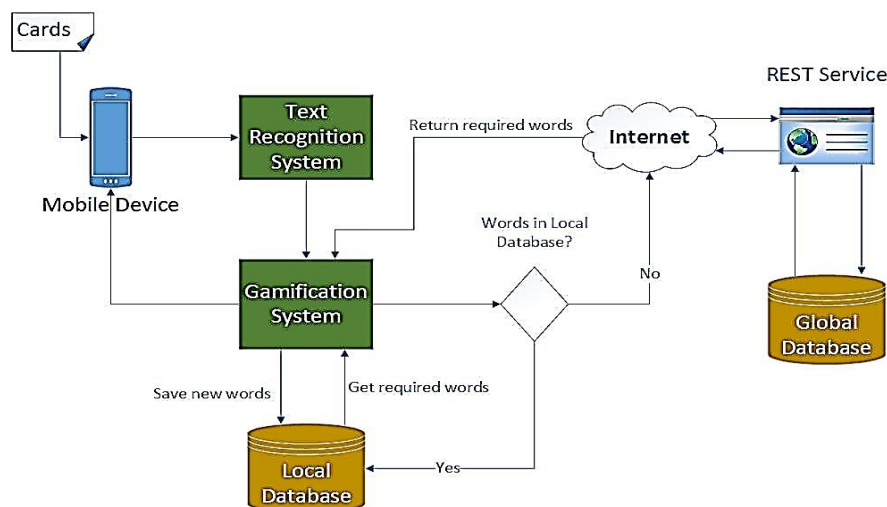 Cards
REST Service
Text
Recognition
System
Return required words
Internet
Mobile Device
Words in Local
Database?
Gamification
System
No
Global
Database
Save new words
Get required words
Local
Database
Yes